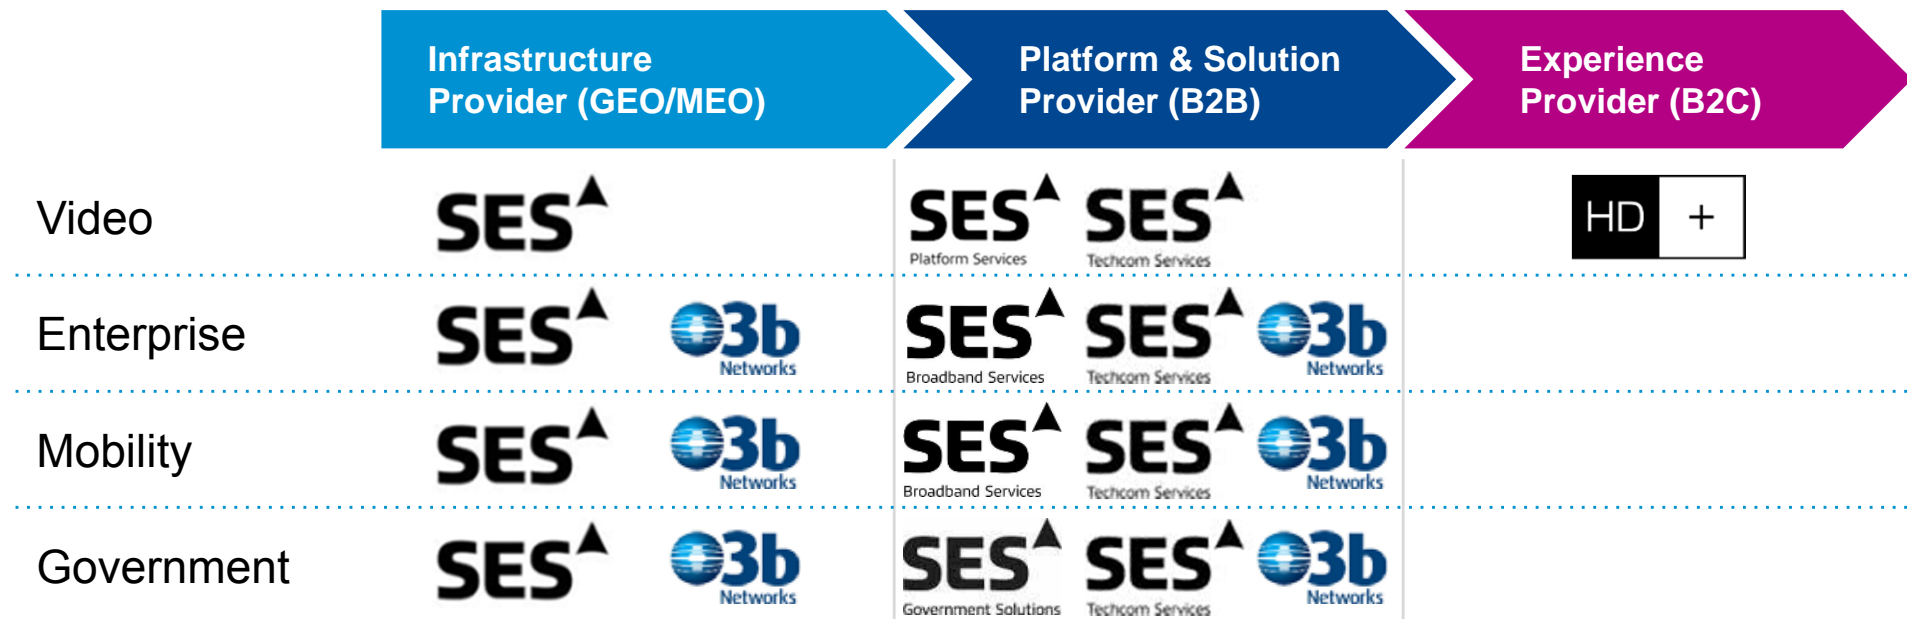 Infrastructure
Provider (GEO/MEO)
Platform & Solution
Provider (B2B)
Experience
Provider (B2C)
Video
SES
SES
Platform Services
SES
Techcom Services
HD +
Enterprise
SES
O3b
Networks
SES
Broadband Services
SES
Techcom Services
O3b
Networks
Mobility
SES
O3b
Networks
SES
Broadband Services
SES
Techcom Services
O3b
Networks
Government
SES
O3b
Networks
SES
Government Solutions
SES
Techcom Services
O3b
Networks